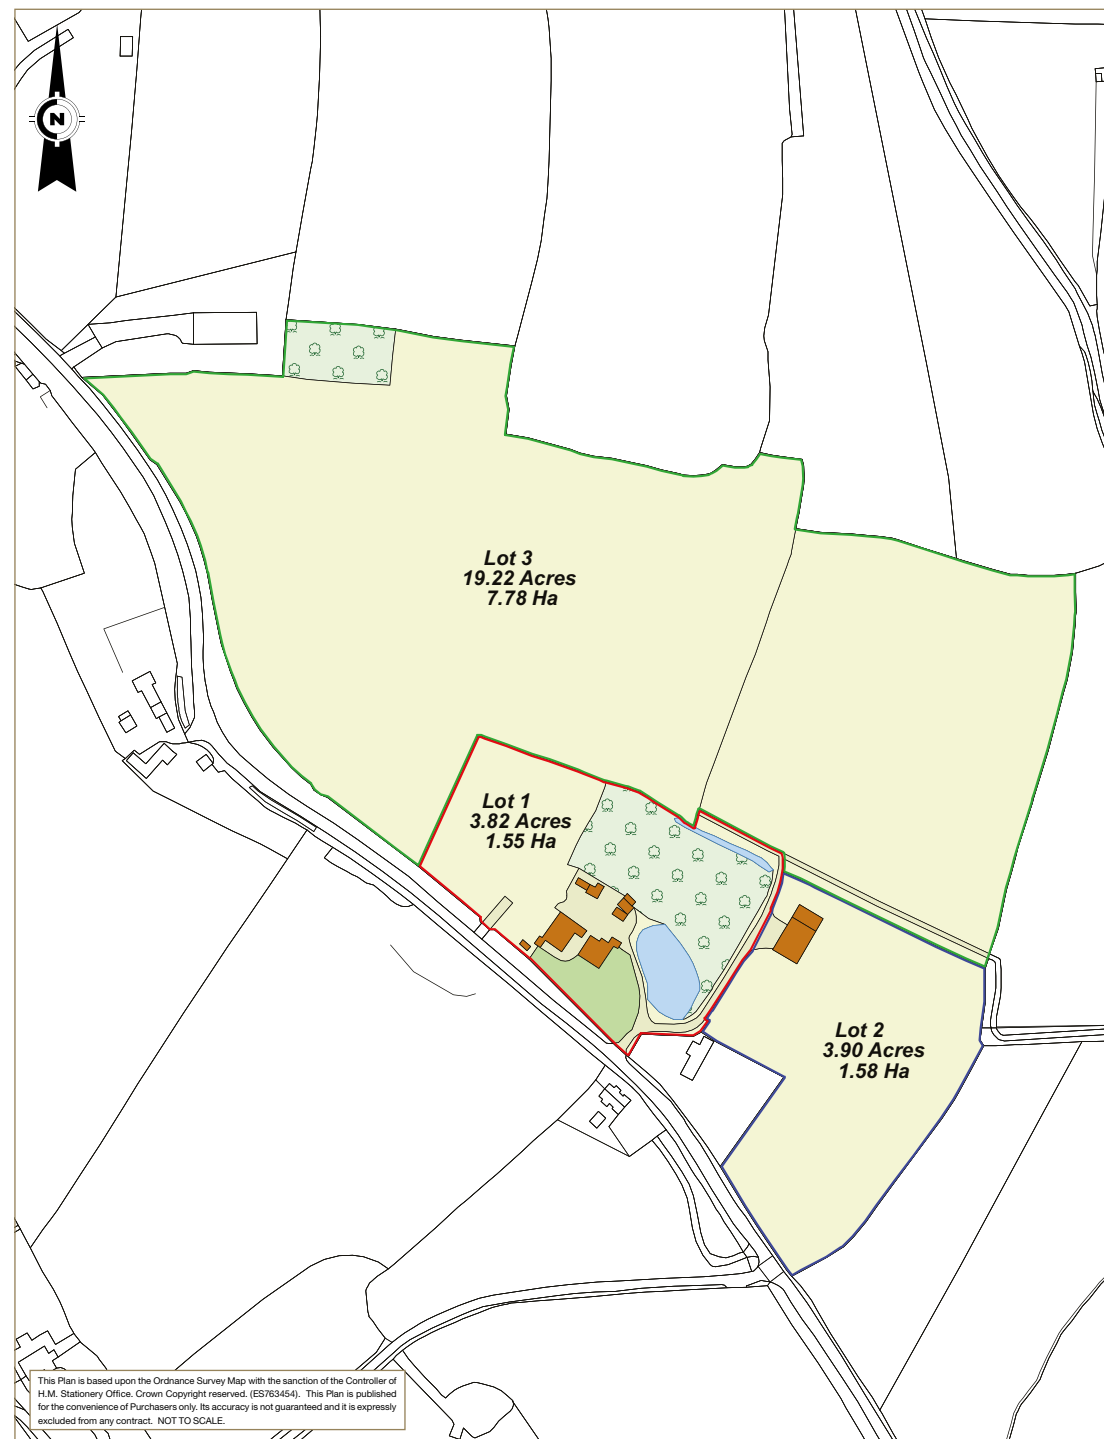 N
Lot 3
19.22 Acres
7.78 Ha
Lot 1
3.82 Acres
1.55 Ha
Lot 2
3.90 Acres
1.58 Ha
This Plan is based upon the Ordnance Survey Map with the sanction of the Controller of
H.M. Stationery Office. Crown Copyright reserved. (ES763454). This Plan is published
for the convenience of Purchasers only. Its accuracy is not guaranteed and it is expressly
excluded from any contract. NOT TO SCALE.